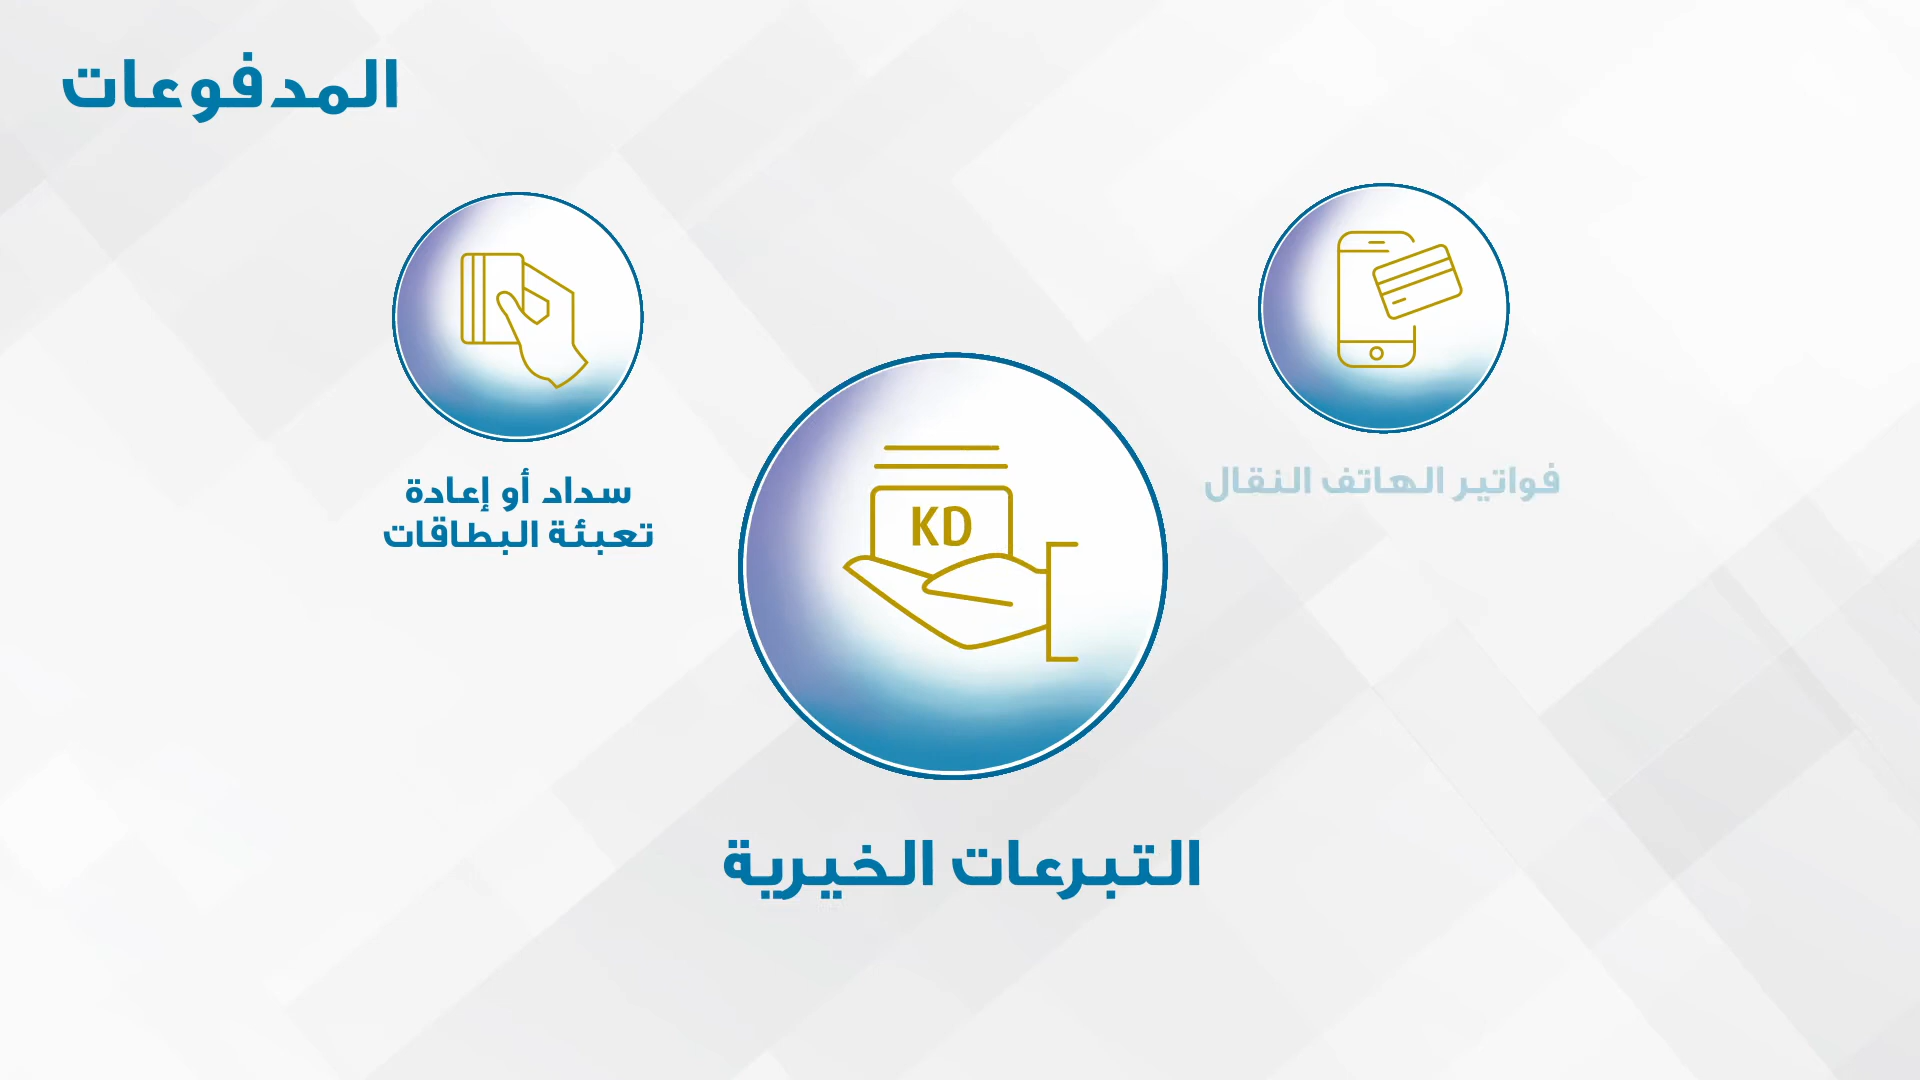 المدفوعات
فواتير الهاتف النقال
سداد أو إعادة
تعبئة البطاقات
KD
التبرعات الخيرية